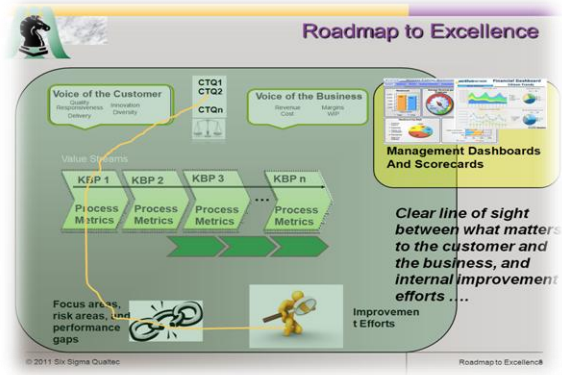 Roadmap to Excellence
CTQ1
CTQ2
CTQn
Voice of the Customer
Quality
Responsiveness
Innovation
Diversity
Delivery
Voice of the Business
Revenue
Margins
Cost
WIP
Financial Dashboard
Management Dashboards
And Scorecards
Value Streams
KBP 1
KBP 2
KBP 3
...
KBP n
Process
Metrics
Process
Metrics
Process
Metrics
Process
Metrics
Clear line of sight
between what matters
to the customer and
the business, and
internal improvement
efforts ....
Focus areas,
risk areas, and
performance
gaps
Improvemen
t Efforts
© 2011 Six Sigma Qualtec
Roadmap to Excellence